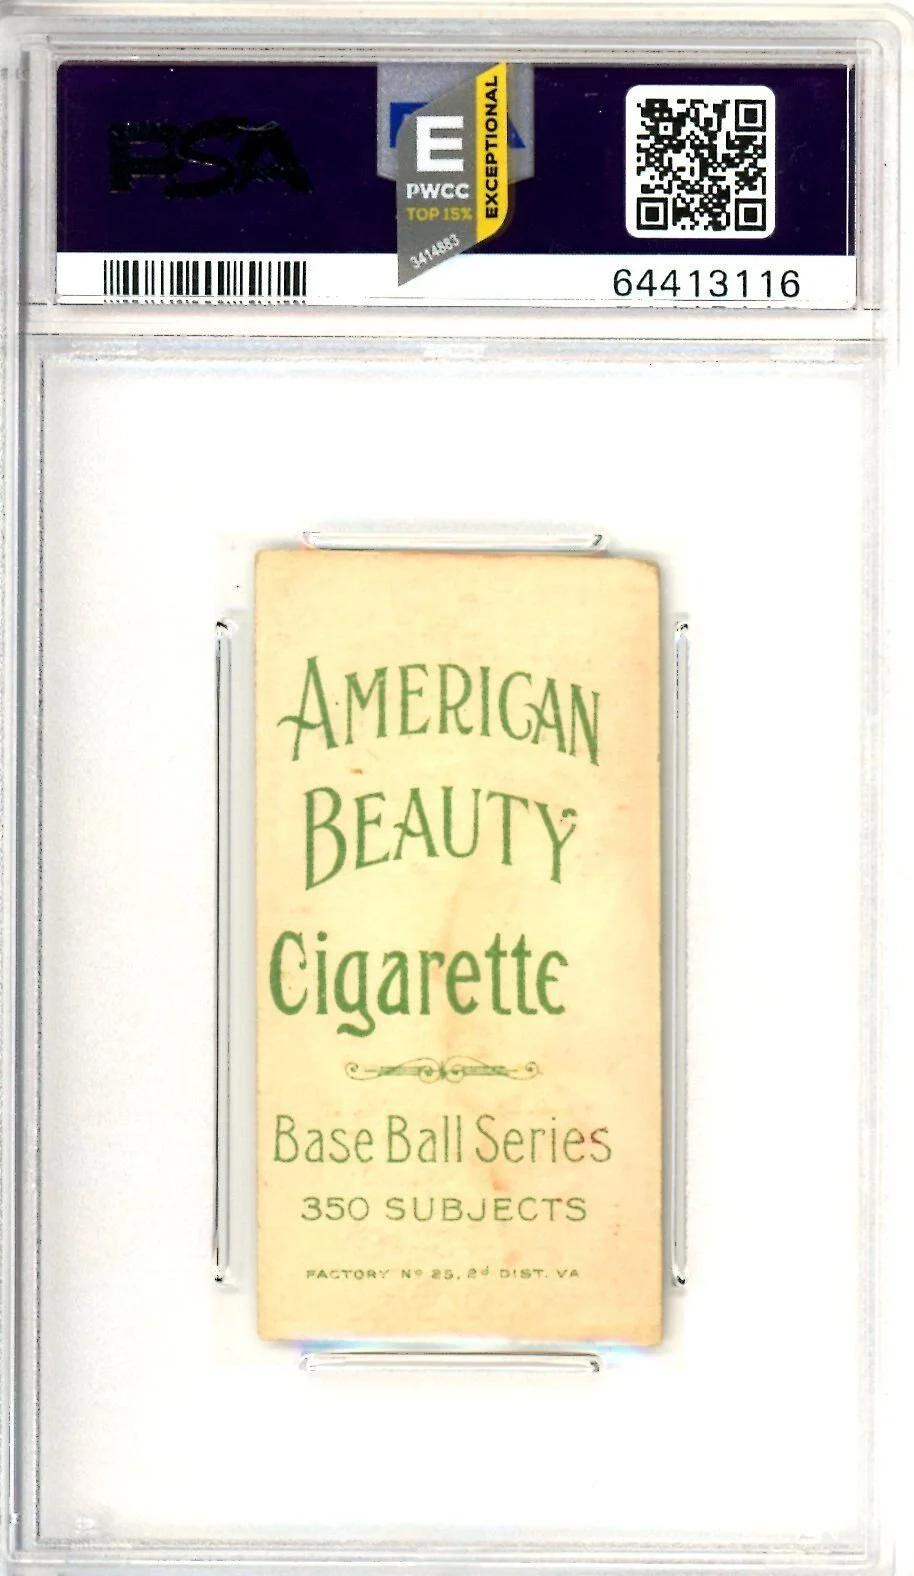 PSA
E
PWCC
TOP 15%
EXCEPTIONAL
3414883
64413116
AMERICAN
BEAUTY
Cigarette
Base Ball Series
350 SUBJECTS
FACTORY Nº 25, 2d DIST. VA